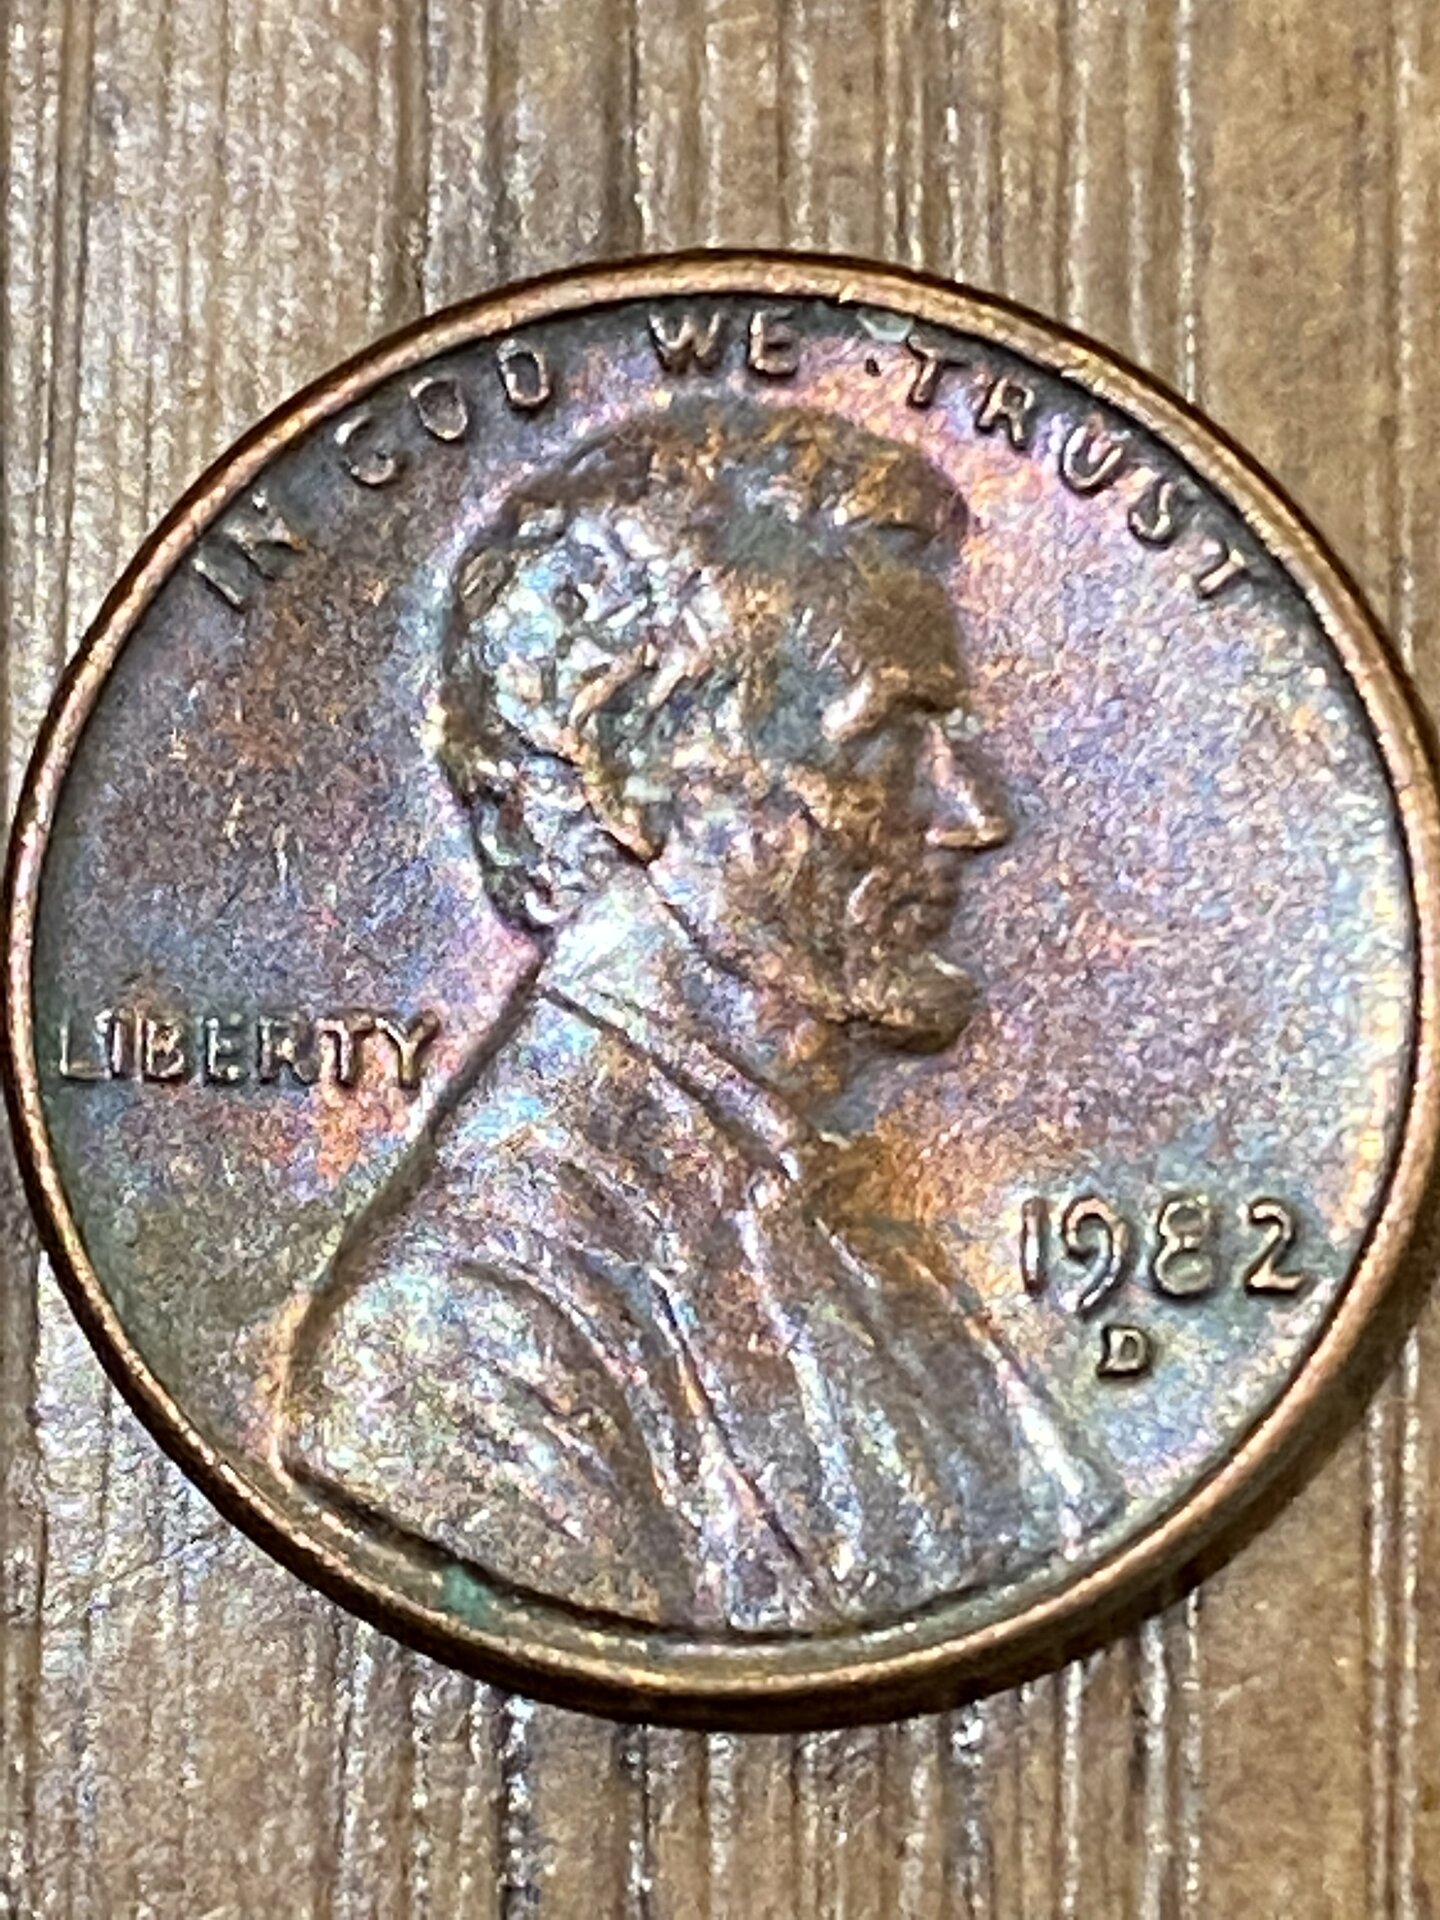 IN GOD WE TRUST
LIBERTY
1982
D